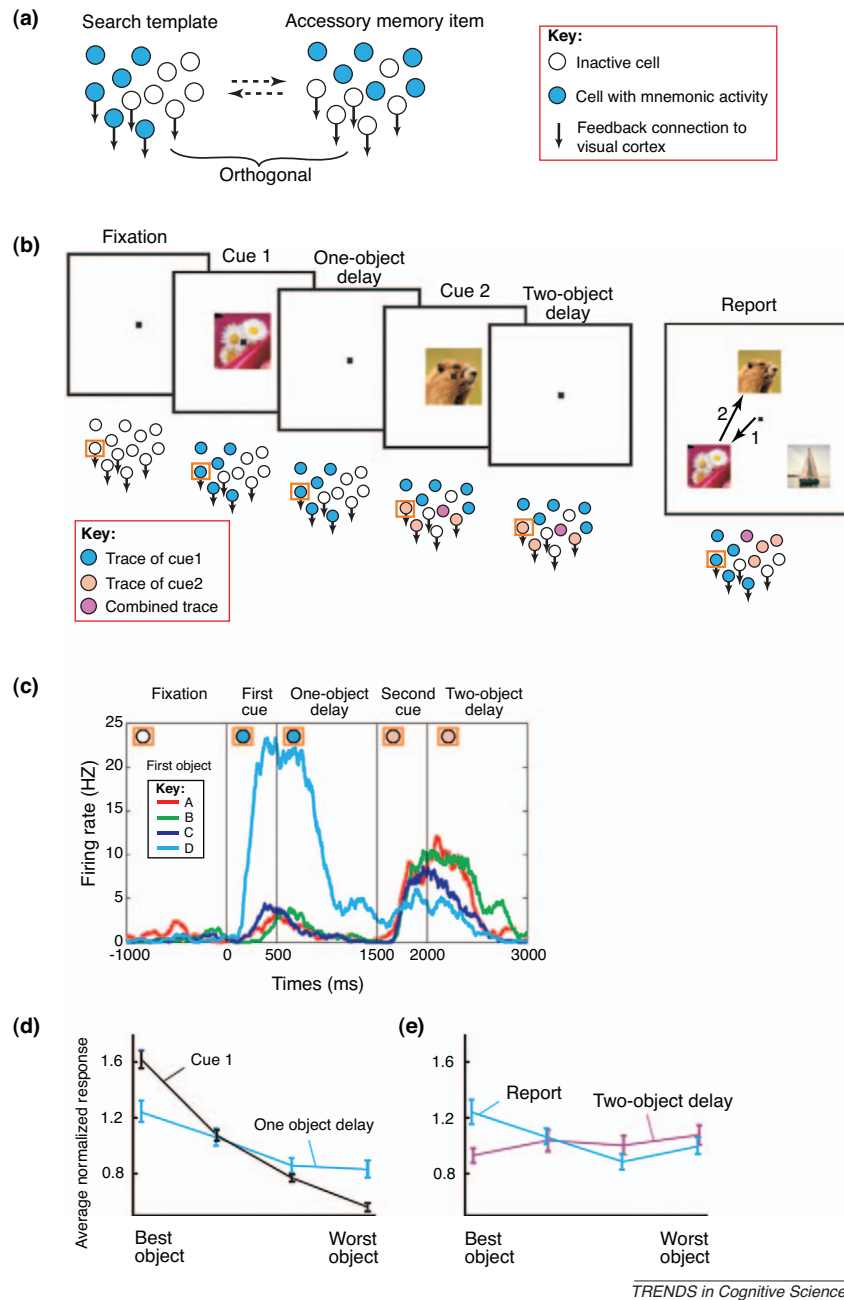 (a)
Search template
Accessory memory item
Orthogonal
Key:
Inactive cell
Cell with mnemonic activity
Feedback connection to
visual cortex
(b)
Fixation
Cue 1
One-object
delay
Cue 2
Two-object
delay
Report
2
1
Key:
Trace of cue1
Trace of cue2
Combined trace
(c)
Fixation
First
cue
One-object
delay
Second
cue
Two-object
delay
25
20
15
10
5
0
Firing rate (HZ)
First object
Key:
A
B
C
D
-1000
0
500
1500
2000
3000
Times (ms)
(d)
Average normalized response
1.6
1.2
0.8
Cue 1
One object delay
Best
object
Worst
object
(e)
1.6
1.2
0.8
Report
Two-object delay
Best
object
Worst
object
TRENDS in Cognitive Science